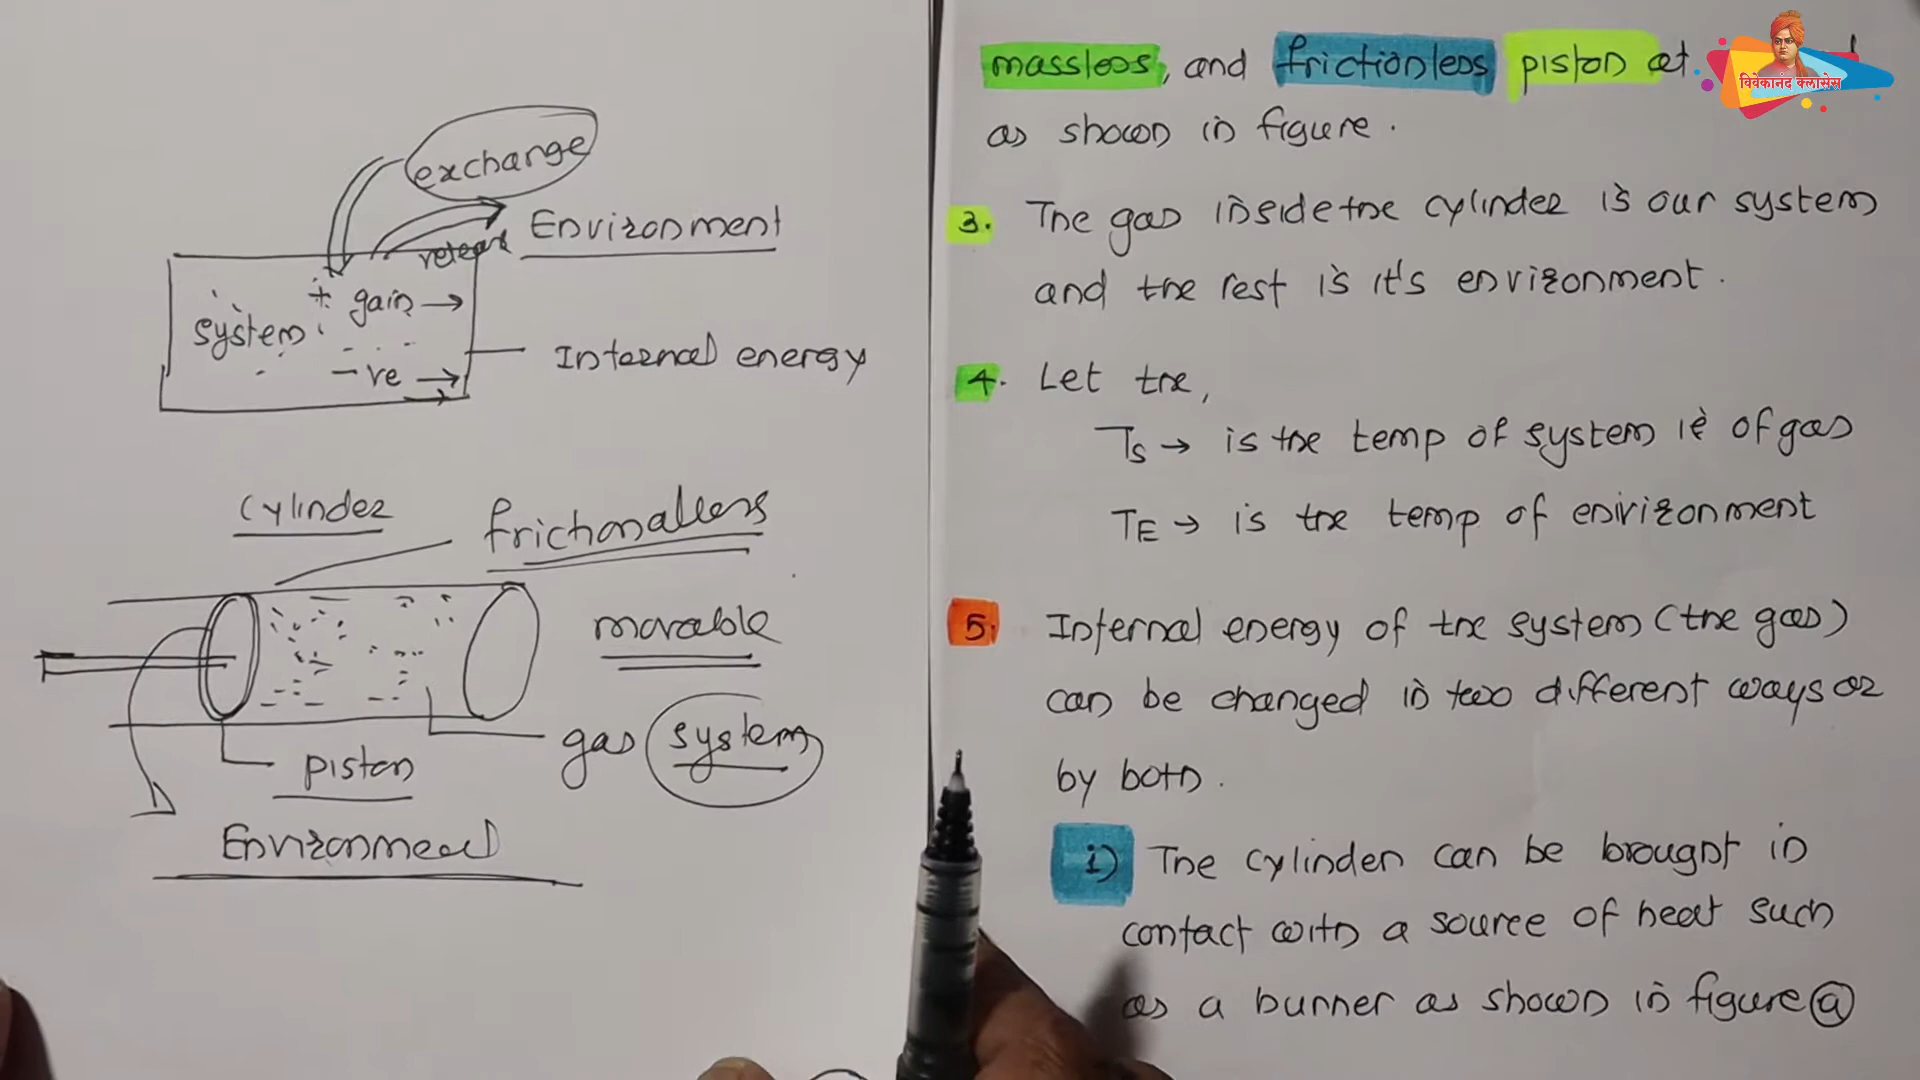 exchange
Environment
system
+ gain →
-ve →
Internal energy
Cylinder
frictionalless
movable
gas system
piston
Environment
massless, and frictionless piston at
as shown in figure.
3. The gas inside the cylinder is our system
and the rest is it's environment.
4. Let the,
Ts → is the temp of system ie of gas
TE → is the temp of environment
5. Internal energy of the system (the gas)
can be changed in two different ways or
by both.
i) The cylinder can be brought in
contact with a source of heat such
as a bunner as shown in figure (a)
विवेकानंद क्लासेस